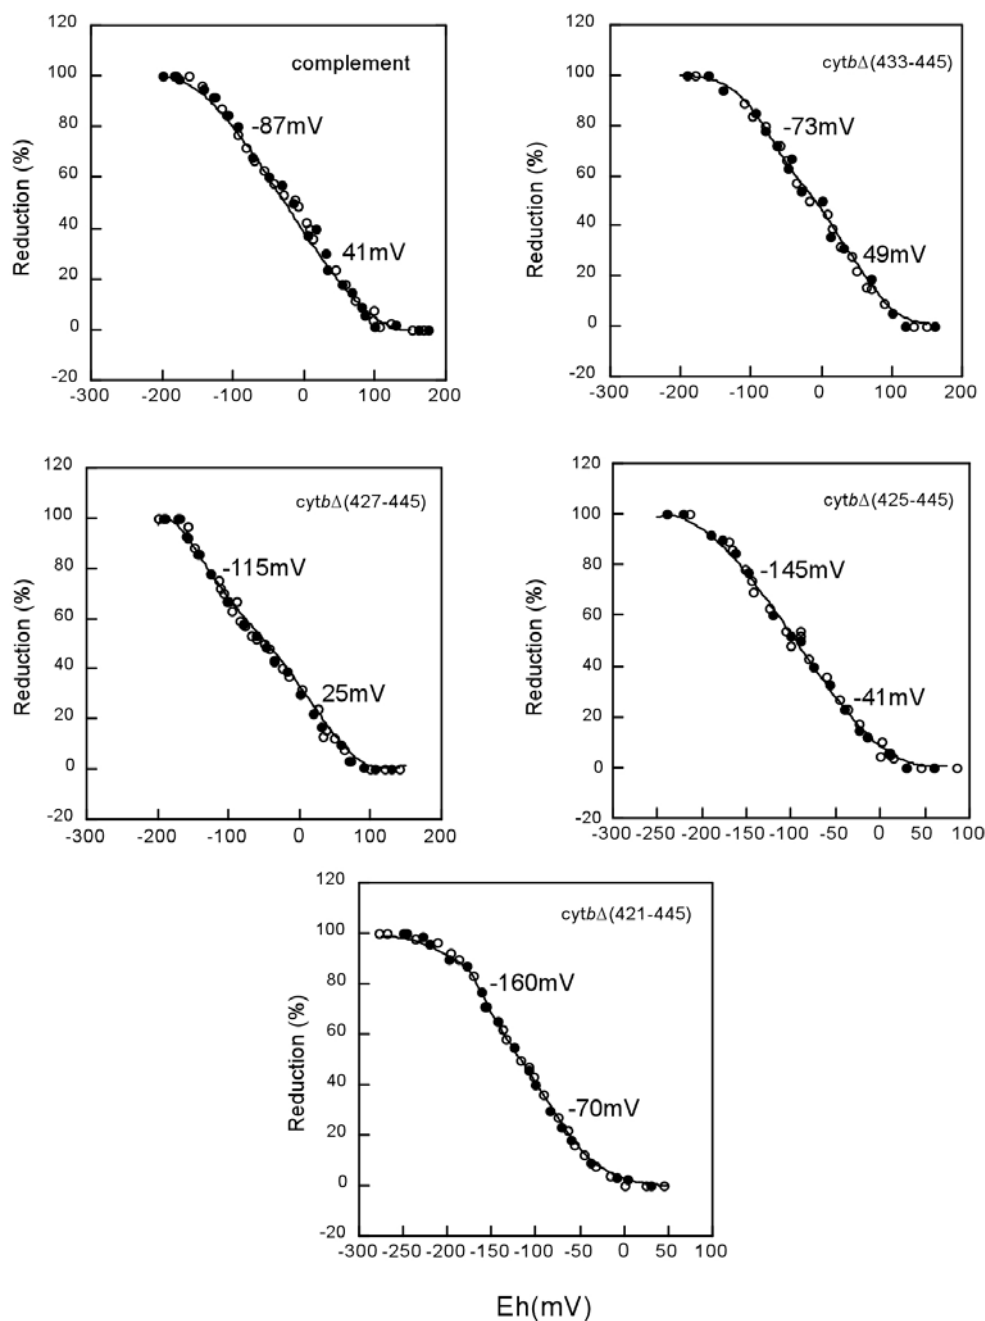 120
100
80
60
40
20
0
-20
Reduction (%)
complement
-87mV
41mV
-300 -200 -100 0 100 200
120
100
80
60
40
20
0
-20
Reduction (%)
cytbΔ(433-445)
-73mV
49mV
-300 -200 -100 0 100 200
120
100
80
60
40
20
0
-20
Reduction (%)
cytbΔ(427-445)
-115mV
25mV
-300 -200 -100 0 100 200
120
100
80
60
40
20
0
-20
Reduction (%)
cytbΔ(425-445)
-145mV
-41mV
-300 -250 -200 -150 -100 -50 0 50 100
120
100
80
60
40
20
0
-20
Reduction (%)
cytbΔ(421-445)
-160mV
-70mV
-300 -250 -200 -150 -100 -50 0 50 100
Eh(mV)